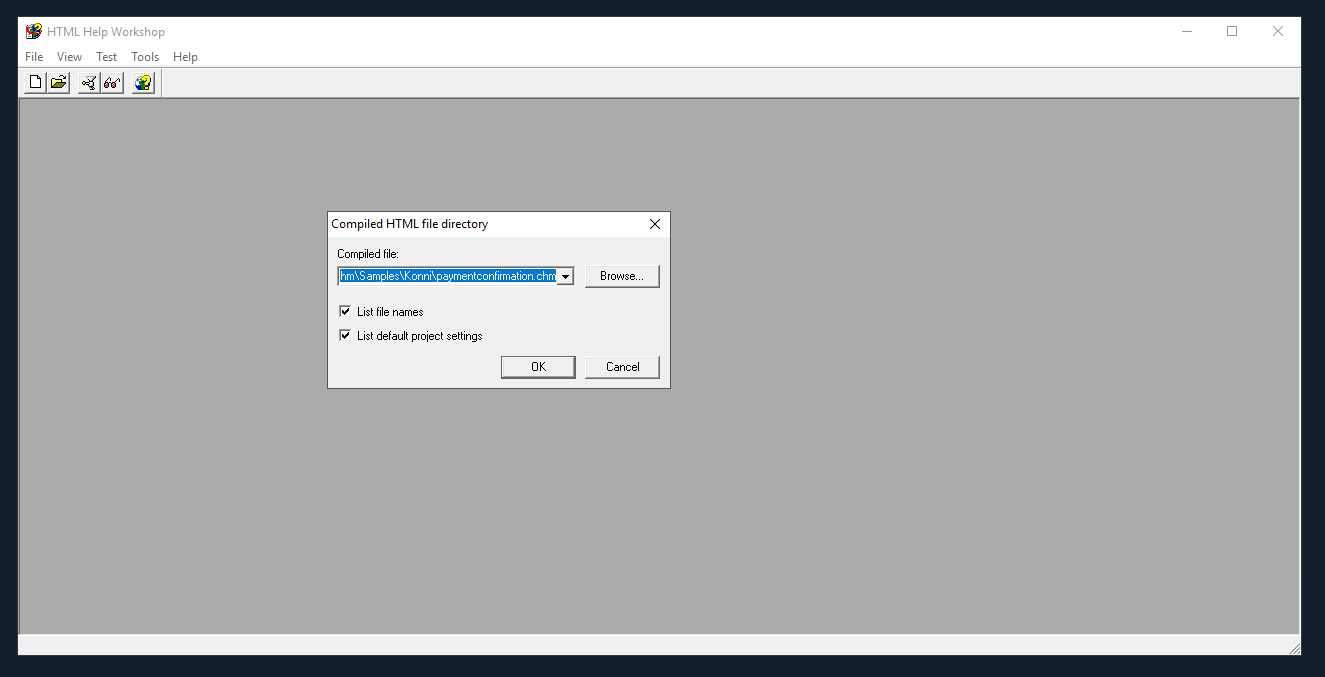 HTML Help Workshop
File View Test Tools Help
Compiled HTML file directory
Compiled file:
hm\Samples\Konni\paymentconfirmation.chm
Browse...
List file names
List default project settings
OK Cancel